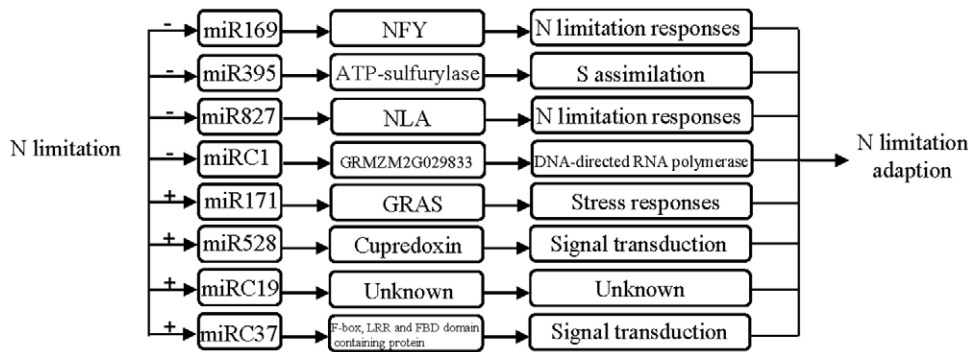 - miR169 NFY N limitation responses
- miR395 ATP-sulfurylase S assimilation
- miR827 NLA N limitation responses
N limitation
- miRC1 GRMZM2G029833 DNA-directed RNA polymerase
N limitation
adaption
+ miR171 GRAS Stress responses
+ miR528 Cupredoxin Signal transduction
+ miRC19 Unknown Unknown
+ miRC37 F-box, LRR and FBD domain
containing protein Signal transduction